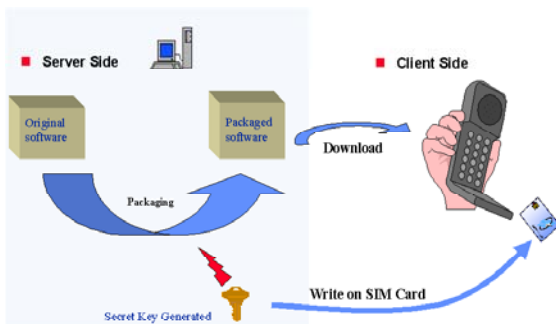 Server Side
Client Side
Original
software
Packaged
software
Download
Packaging
Write on SIM Card
Secret Key Generated